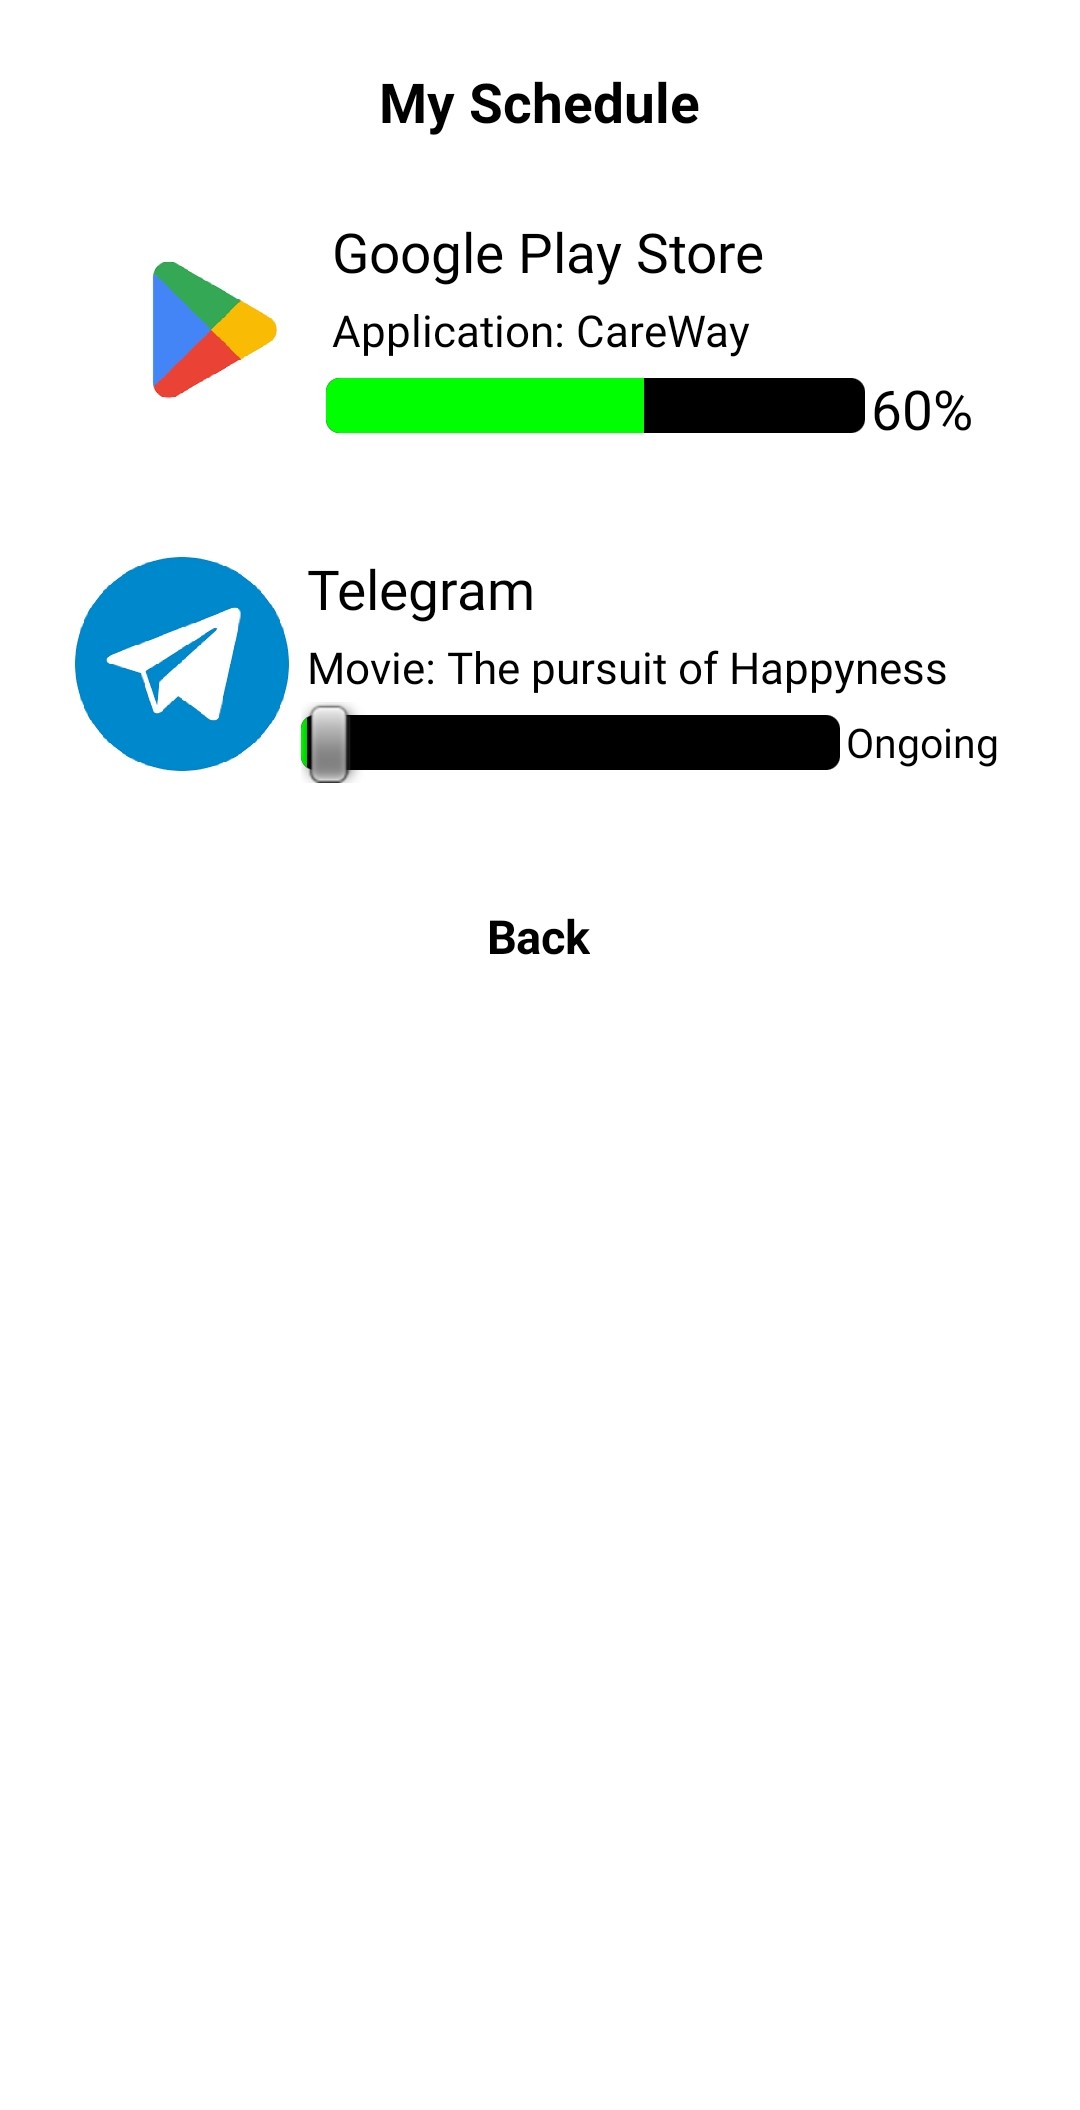 My Schedule
Google Play Store
Application: CareWay
60%
Telegram
Movie: The pursuit of Happyness
Ongoing
Back